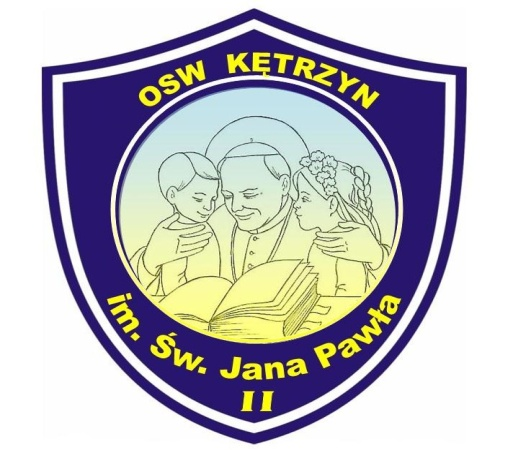 OSW KĘTRZYN
im. Św. Jana Pawła
II